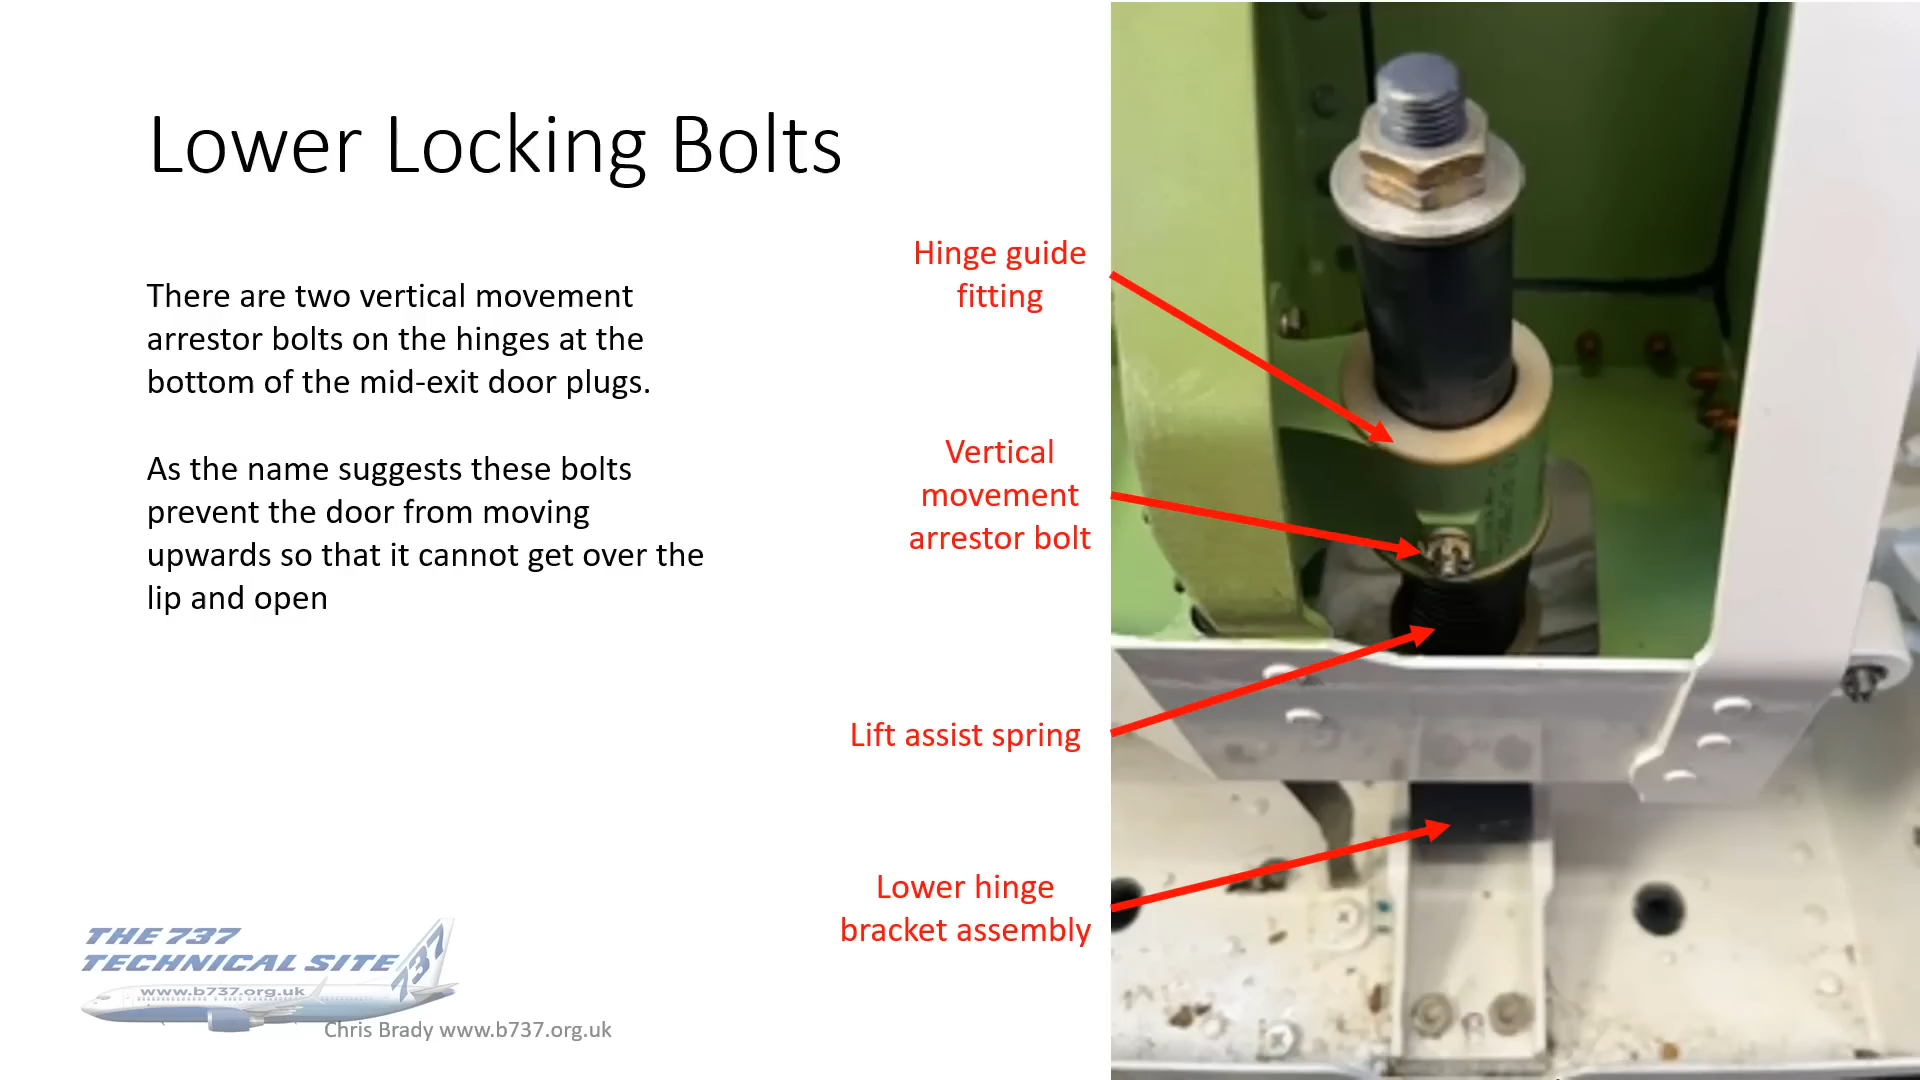 Lower Locking Bolts
There are two vertical movement
arrestor bolts on the hinges at the
bottom of the mid-exit door plugs.
As the name suggests these bolts
prevent the door from moving
upwards so that it cannot get over the
lip and open
Hinge guide
fitting
Vertical
movement
arrestor bolt
Lift assist spring
Lower hinge
bracket assembly
THE 737
TECHNICAL SITE
737
www.b737.org.uk
Chris Brady www.b737.org.uk